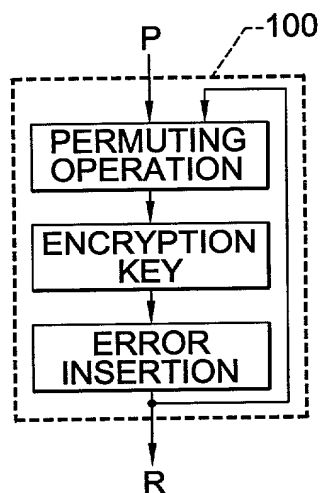 100
P
PERMUTING
OPERATION
ENCRYPTION
KEY
ERROR
INSERTION
R